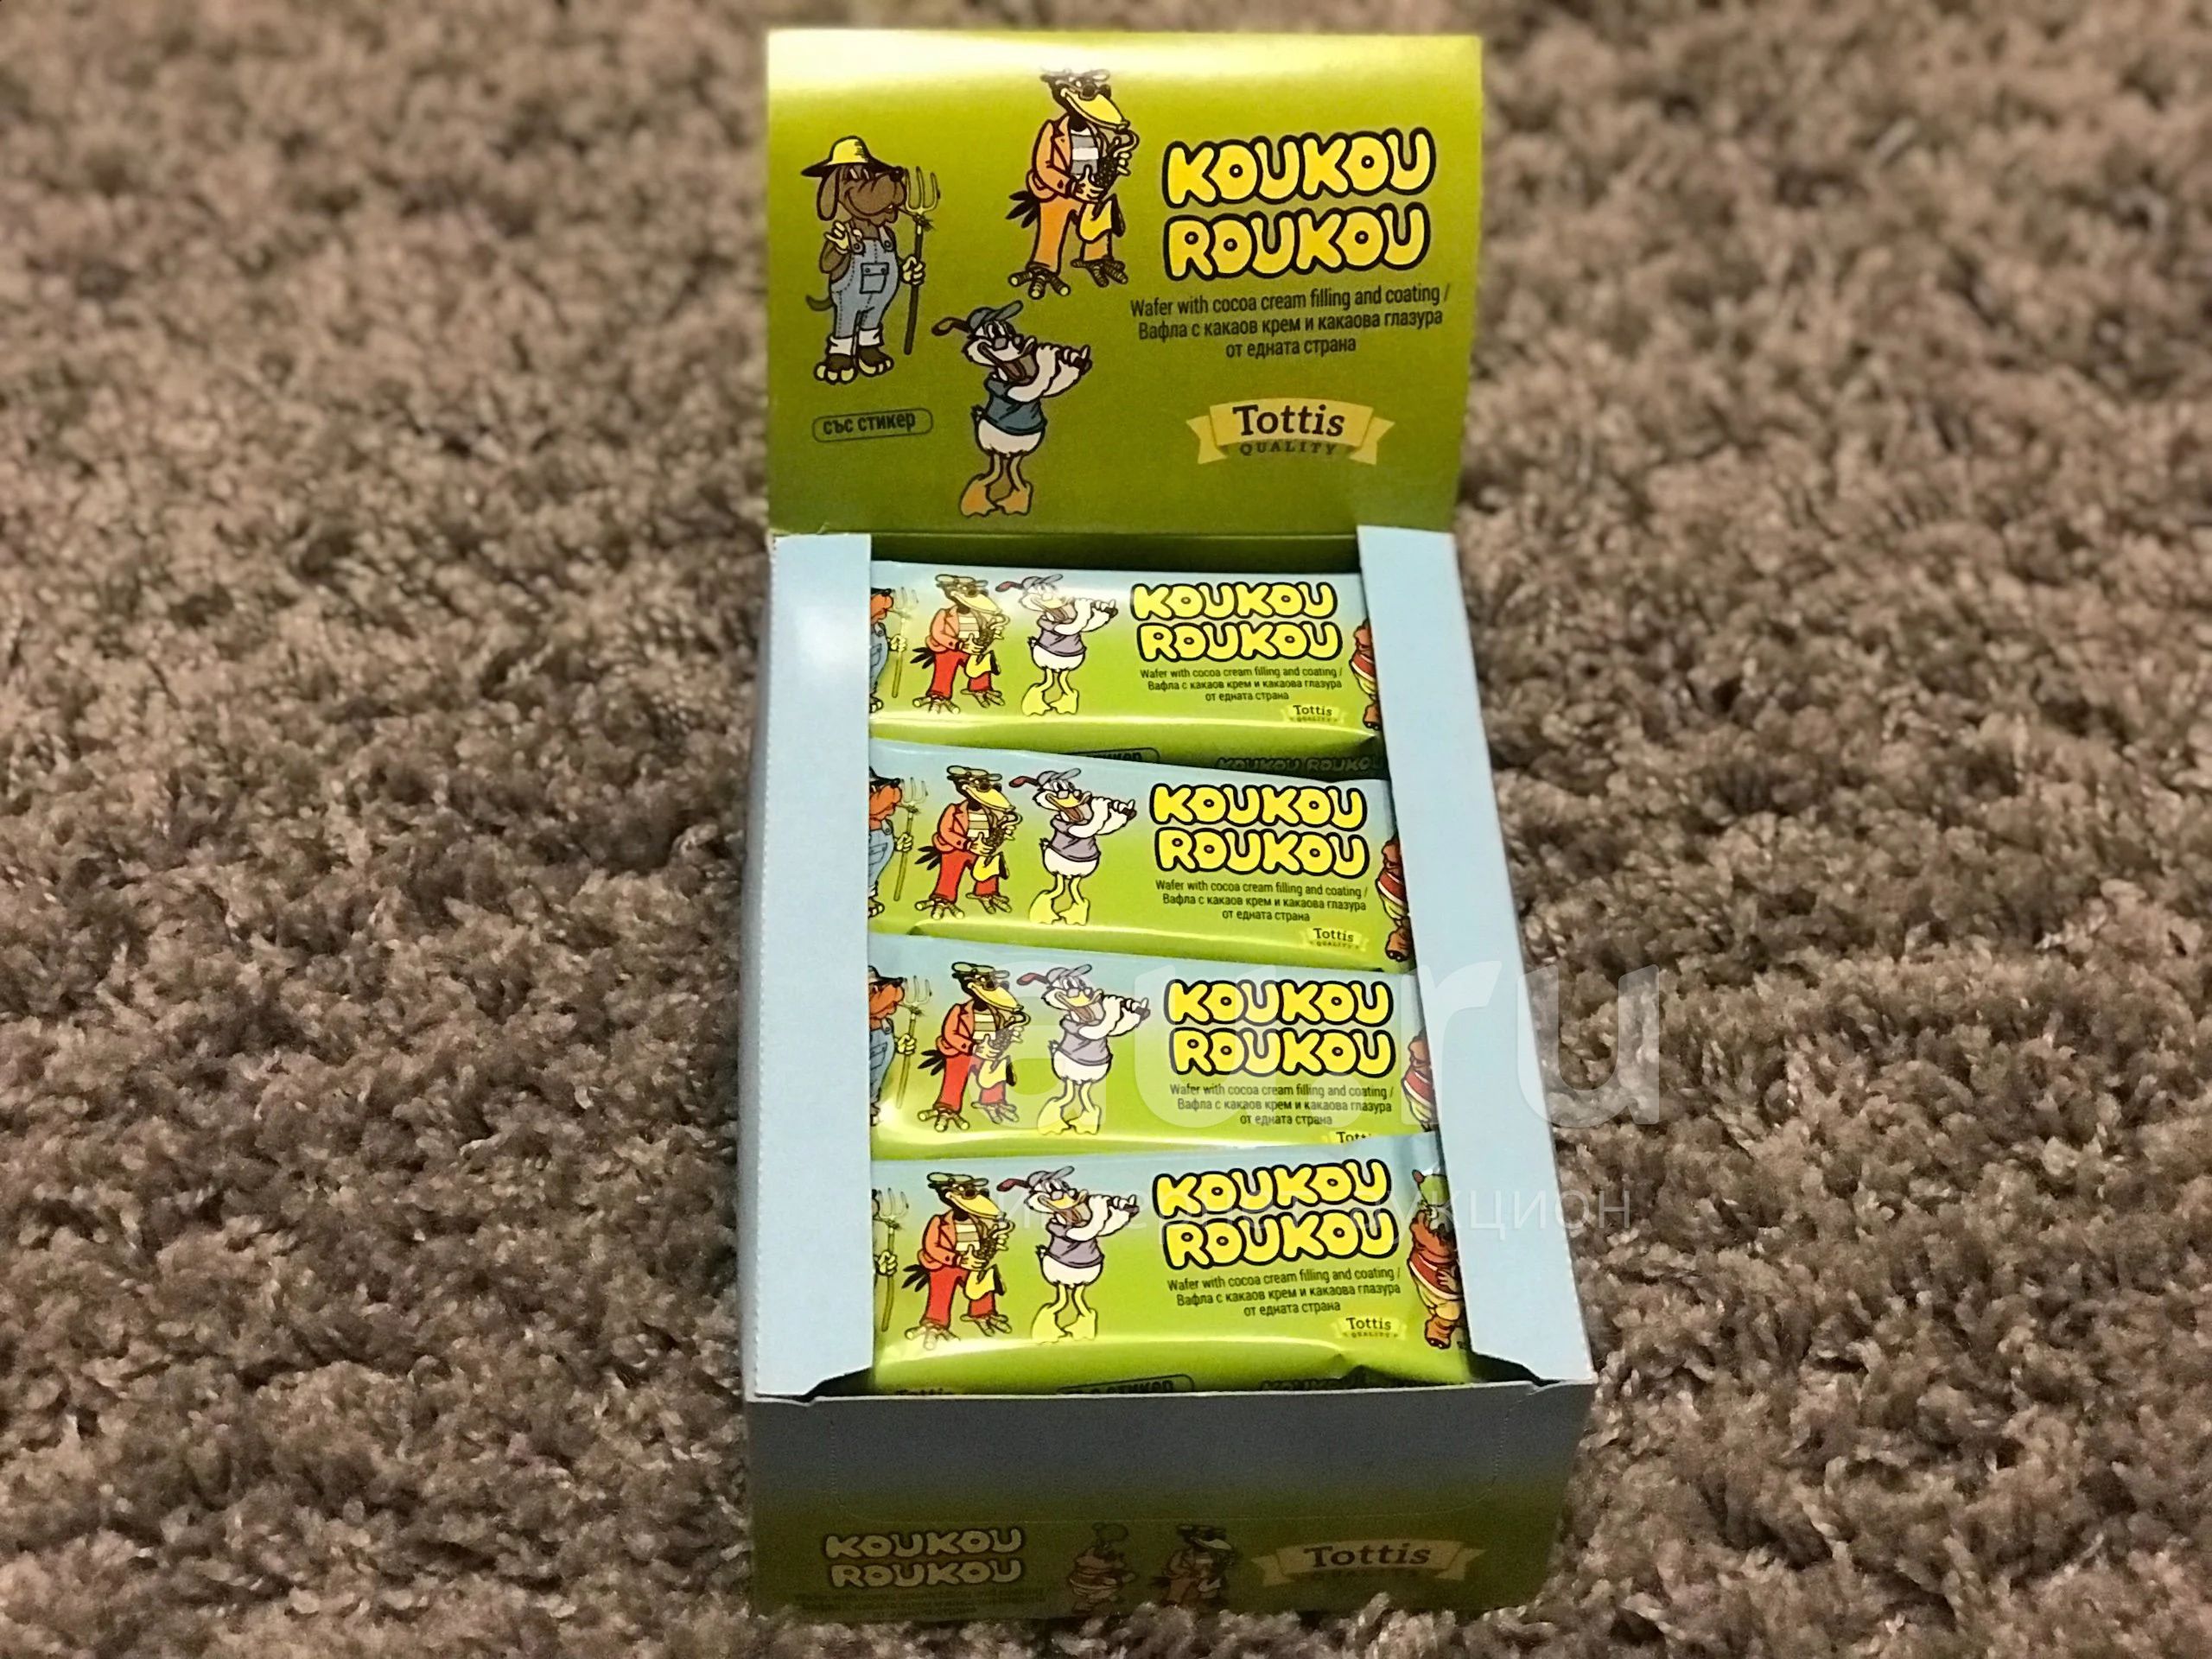 KOUKOU
ROUKOU
Wafer with cocoa cream filling and coating /
Вафла с какаов крем и какаова глазура
от едната страна
със стикер
Tottis
QUALITY
KOUKOU
ROUKOU
Wafer with cocoa cream filling and coating /
Вафла с какаов крем и какаова глазура
от едната страна
Tottis
QUALITY
KOUKOU ROUKOU
KOUKOU
ROUKOU
Wafer with cocoa cream filling and coating /
Вафла с какаов крем и какаова глазура
от едната страна
Tottis
QUALITY
KOUKOU
ROUKOU
Wafer with cocoa cream filling and coating /
Вафла с какаов крем и какаова глазура
от едната страна
KOUKOU
ROUKOU
Wafer with cocoa cream filling and coating /
Вафла с какаов крем и какаова глазура
от едната страна
Tottis
QUALITY
KOUKOU
ROUKOU
Tottis